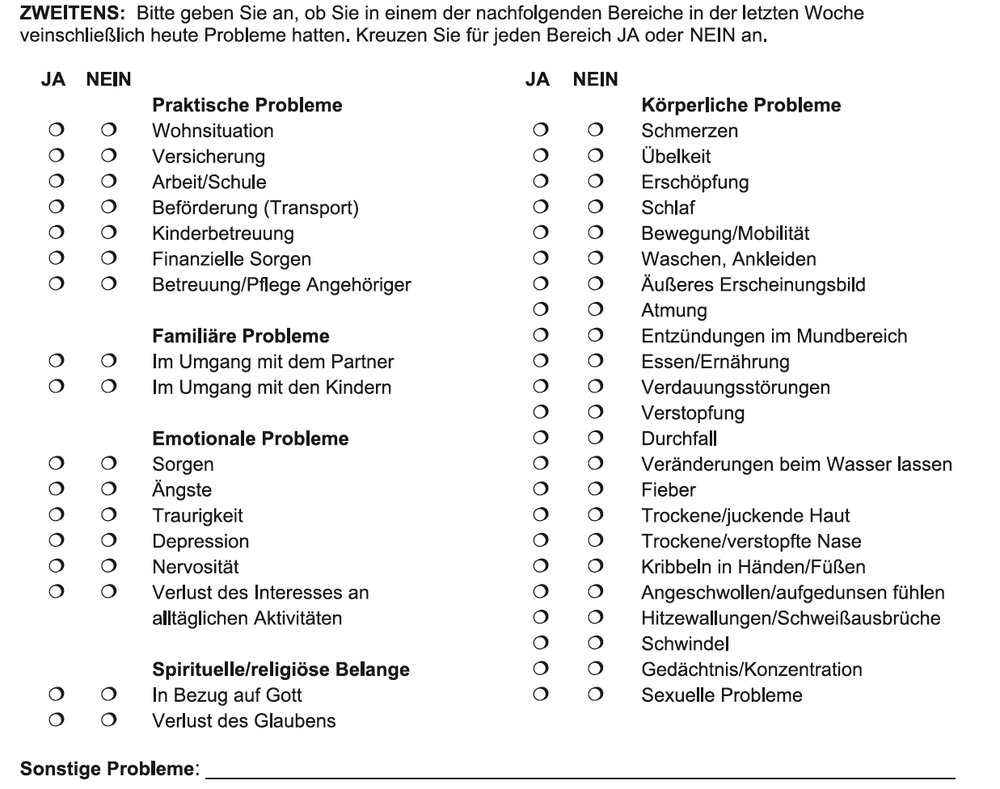 ZWEITENS: Bitte geben Sie an, ob Sie in einem der nachfolgenden Bereiche in der letzten Woche
veinschließlich heute Probleme hatten. Kreuzen Sie für jeden Bereich JA oder NEIN an.
JA NEIN
Praktische Probleme
Wohnsituation
Versicherung
Arbeit/Schule
Beförderung (Transport)
Kinderbetreuung
Finanzielle Sorgen
Betreuung/Pflege Angehöriger
Familiäre Probleme
Im Umgang mit dem Partner
Im Umgang mit den Kindern
Emotionale Probleme
Sorgen
Ängste
Traurigkeit
Depression
Nervosität
Verlust des Interesses an
alltäglichen Aktivitäten
Spirituelle/religiöse Belange
In Bezug auf Gott
Verlust des Glaubens
JA NEIN
Körperliche Probleme
Schmerzen
Übelkeit
Erschöpfung
Schlaf
Bewegung/Mobilität
Waschen, Ankleiden
Äußeres Erscheinungsbild
Atmung
Entzündungen im Mundbereich
Essen/Ernährung
Verdauungsstörungen
Verstopfung
Durchfall
Veränderungen beim Wasser lassen
Fieber
Trockene/juckende Haut
Trockene/verstopfte Nase
Kribbeln in Händen/Füßen
Angeschwollen/aufgedunsen fühlen
Hitzewallungen/Schweißausbrüche
Schwindel
Gedächtnis/Konzentration
Sexuelle Probleme
Sonstige Probleme: